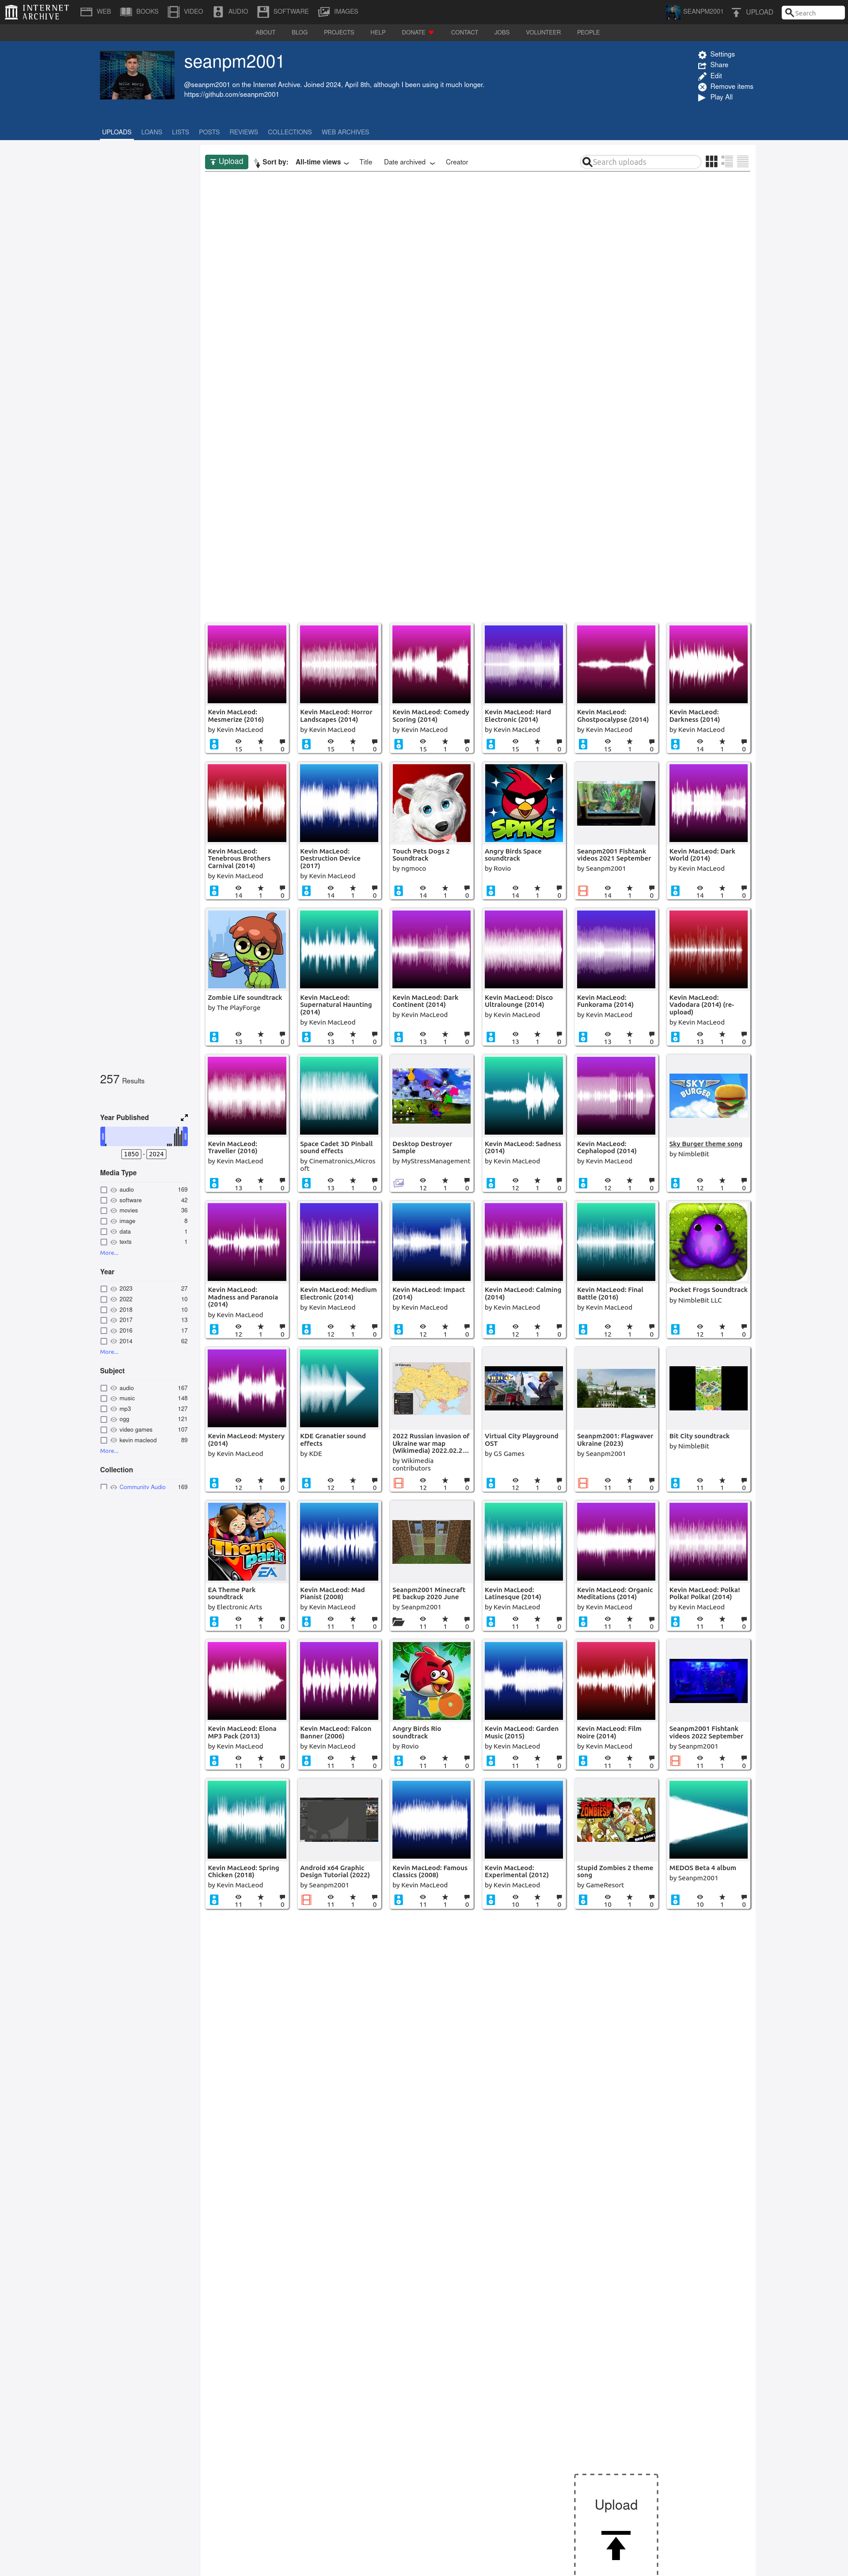 INTERNET ARCHIVE
WEB BOOKS VIDEO AUDIO SOFTWARE IMAGES SEANPM2001 UPLOAD Search
ABOUT BLOG PROJECTS HELP DONATE CONTACT JOBS VOLUNTEER PEOPLE
seanpm2001
@seanpm2001 on the Internet Archive. Joined 2024, April 8th, although I been using it much longer.
https://github.com/seanpm2001
Settings
Share
Edit
Remove items
Play All
UPLOADS LOANS LISTS POSTS REVIEWS COLLECTIONS WEB ARCHIVES
Upload Sort by: All-time views Title Date archived Creator Search uploads
257 Results
Year Published
1850 - 2024
Media Type
audio 169
software 42
movies 36
image 8
data 1
texts 1
More...
Year
2023 27
2022 10
2018 10
2017 13
2016 17
2014 62
More...
Subject
audio 167
music 148
mp3 127
ogg 121
video games 107
kevin macleod 89
More...
Collection
Community Audio 169
Kevin MacLeod: Mesmerize (2016)
by Kevin MacLeod
15 1 0
Kevin MacLeod: Horror Landscapes (2014)
by Kevin MacLeod
15 1 0
Kevin MacLeod: Comedy Scoring (2014)
by Kevin MacLeod
15 1 0
Kevin MacLeod: Hard Electronic (2014)
by Kevin MacLeod
15 1 0
Kevin MacLeod: Ghostpocalypse (2014)
by Kevin MacLeod
15 1 0
Kevin MacLeod: Darkness (2014)
by Kevin MacLeod
14 1 0
Kevin MacLeod: Tenebrous Brothers Carnival (2014)
by Kevin MacLeod
14 1 0
Kevin MacLeod: Destruction Device (2017)
by Kevin MacLeod
14 1 0
Touch Pets Dogs 2 Soundtrack
by ngmoco
14 1 0
SPACE
Angry Birds Space soundtrack
by Rovio
14 1 0
Seanpm2001 Fishtank videos 2021 September
by Seanpm2001
14 1 0
Kevin MacLeod: Dark World (2014)
by Kevin MacLeod
14 1 0
Zombie Life soundtrack
by The PlayForge
13 1 0
Kevin MacLeod: Supernatural Haunting (2014)
by Kevin MacLeod
13 1 0
Kevin MacLeod: Dark Continent (2014)
by Kevin MacLeod
13 1 0
Kevin MacLeod: Disco Ultralounge (2014)
by Kevin MacLeod
13 1 0
Kevin MacLeod: Funkorama (2014)
by Kevin MacLeod
13 1 0
Kevin MacLeod: Vadodara (2014) (re-upload)
by Kevin MacLeod
13 1 0
Kevin MacLeod: Traveller (2016)
by Kevin MacLeod
13 1 0
Space Cadet 3D Pinball sound effects
by Cinematronics,Microsoft
13 1 0
Desktop Destroyer Sample
by MyStressManagement
12 1 0
Kevin MacLeod: Sadness (2014)
by Kevin MacLeod
12 1 0
Kevin MacLeod: Cephalopod (2014)
by Kevin MacLeod
12 1 0
SKY BURGER
Sky Burger theme song
by NimbleBit
12 1 0
Kevin MacLeod: Madness and Paranoia (2014)
by Kevin MacLeod
12 1 0
Kevin MacLeod: Medium Electronic (2014)
by Kevin MacLeod
12 1 0
Kevin MacLeod: Impact (2014)
by Kevin MacLeod
12 1 0
Kevin MacLeod: Calming (2014)
by Kevin MacLeod
12 1 0
Kevin MacLeod: Final Battle (2016)
by Kevin MacLeod
12 1 0
Pocket Frogs Soundtrack
by NimbleBit LLC
12 1 0
Kevin MacLeod: Mystery (2014)
by Kevin MacLeod
12 1 0
KDE Granatier sound effects
by KDE
12 1 0
2022 Russian invasion of Ukraine war map (Wikimedia) 2022.02.2...
by Wikimedia contributors
12 1 0
Virtual City Playground OST
by G5 Games
12 1 0
Seanpm2001: Flagwaver Ukraine (2023)
by Seanpm2001
11 1 0
Bit City soundtrack
by NimbleBit
11 1 0
Theme Park EA
EA Theme Park soundtrack
by Electronic Arts
11 1 0
Kevin MacLeod: Mad Pianist (2008)
by Kevin MacLeod
11 1 0
Seanpm2001 Minecraft PE backup 2020 June
by Seanpm2001
11 1 0
Kevin MacLeod: Latinesque (2014)
by Kevin MacLeod
11 1 0
Kevin MacLeod: Organic Meditations (2014)
by Kevin MacLeod
11 1 0
Kevin MacLeod: Polka! Polka! Polka! (2014)
by Kevin MacLeod
11 1 0
Kevin MacLeod: Elona MP3 Pack (2013)
by Kevin MacLeod
11 1 0
Kevin MacLeod: Falcon Banner (2006)
by Kevin MacLeod
11 1 0
RIO
Angry Birds Rio soundtrack
by Rovio
11 1 0
Kevin MacLeod: Garden Music (2015)
by Kevin MacLeod
11 1 0
Kevin MacLeod: Film Noire (2014)
by Kevin MacLeod
11 1 0
Seanpm2001 Fishtank videos 2022 September
by Seanpm2001
11 1 0
Kevin MacLeod: Spring Chicken (2018)
by Kevin MacLeod
11 1 0
Android x64 Graphic Design Tutorial (2022)
by Seanpm2001
11 1 0
Kevin MacLeod: Famous Classics (2008)
by Kevin MacLeod
11 1 0
Kevin MacLeod: Experimental (2012)
by Kevin MacLeod
10 1 0
STUPID ZOMBIES 2
Stupid Zombies 2 theme song
by GameResort
10 1 0
MEDOS Beta 4 album
by Seanpm2001
10 1 0
Upload